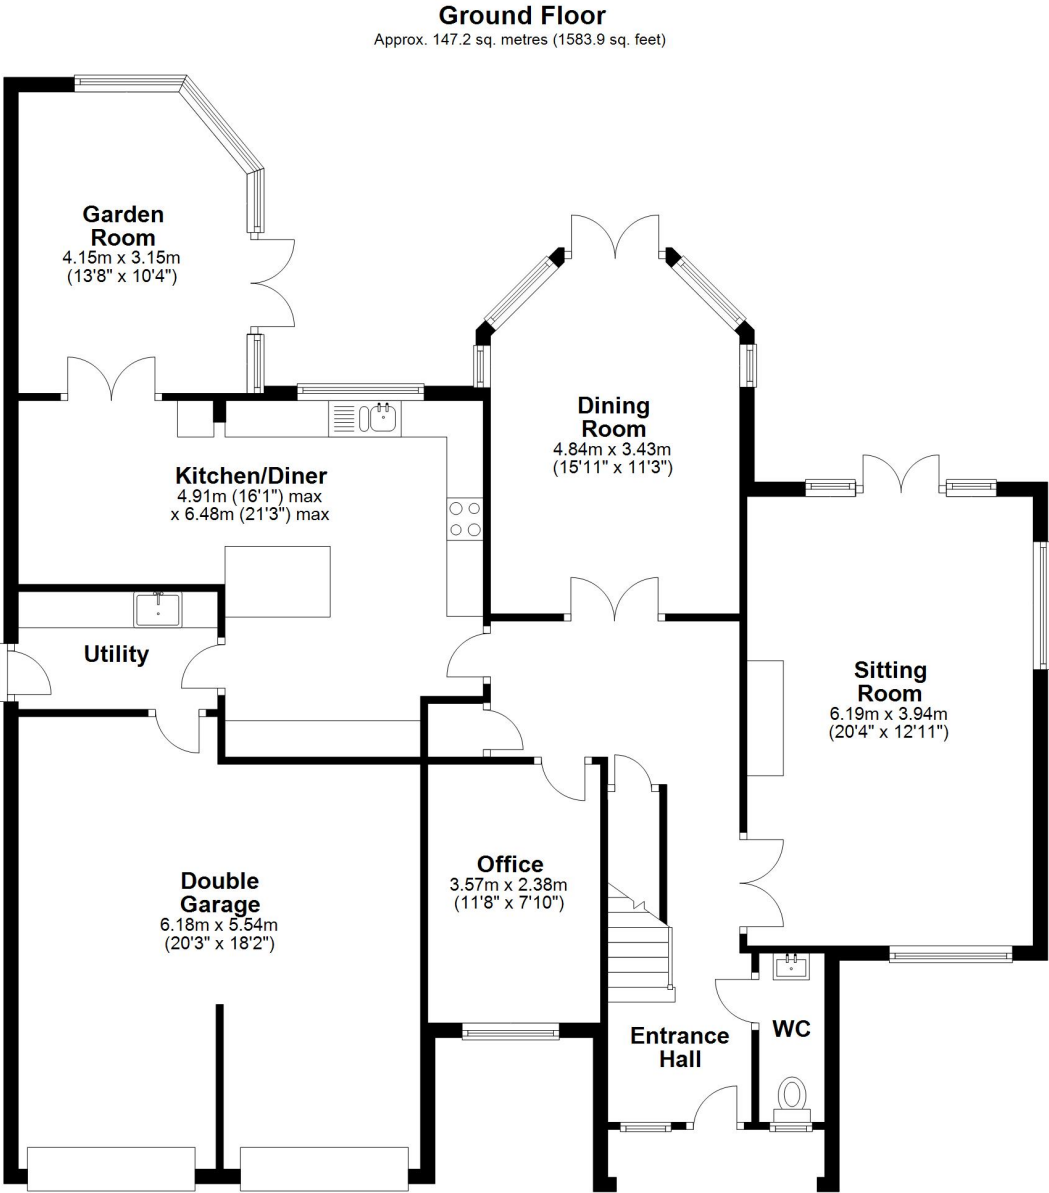 Ground Floor
Approx. 147.2 sq. metres (1583.9 sq. feet)
Garden
Room
4.15m x 3.15m
(13'8" x 10'4")
Dining
Room
4.84m x 3.43m
(15'11" x 11'3")
Kitchen/Diner
4.91m (16'1") max
x 6.48m (21'3") max
Utility
Sitting
Room
6.19m x 3.94m
(20'4" x 12'11")
Office
3.57m x 2.38m
(11'8" x 7'10")
Double
Garage
6.18m x 5.54m
(20'3" x 18'2")
Entrance
Hall
WC